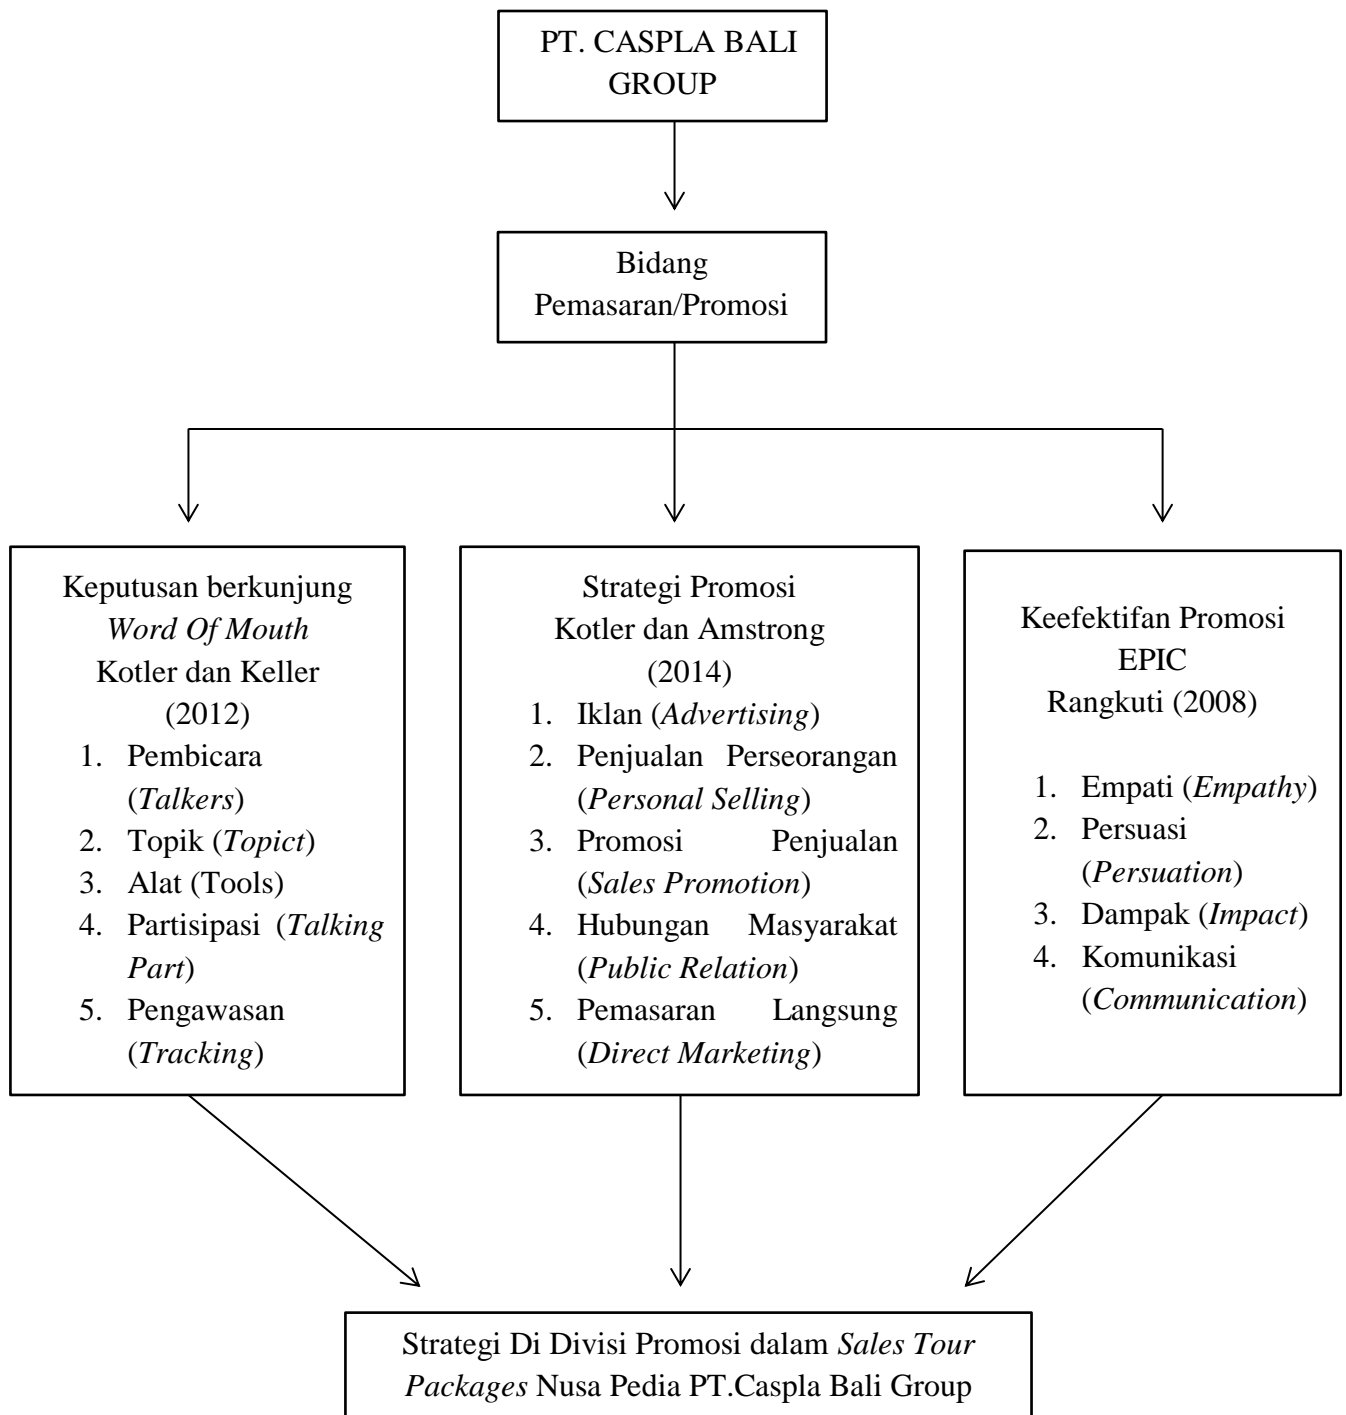 PT. CASPLA BALI
GROUP
Bidang
Pemasaran/Promosi
Keputusan berkunjung
Word Of Mouth
Kotler dan Keller
(2012)
1. Pembicara
(Talkers)
2. Topik (Topict)
3. Alat (Tools)
4. Partisipasi (Talking
Part)
5. Pengawasan
(Tracking)
Strategi Promosi
Kotler dan Amstrong
(2014)
1. Iklan (Advertising)
2. Penjualan Perseorangan
(Personal Selling)
3. Promosi Penjualan
(Sales Promotion)
4. Hubungan Masyarakat
(Public Relation)
5. Pemasaran Langsung
(Direct Marketing)
Keefektifan Promosi
EPIC
Rangkuti (2008)
1. Empati (Empathy)
2. Persuasi
(Persuation)
3. Dampak (Impact)
4. Komunikasi
(Communication)
Strategi Di Divisi Promosi dalam Sales Tour
Packages Nusa Pedia PT.Caspla Bali Group